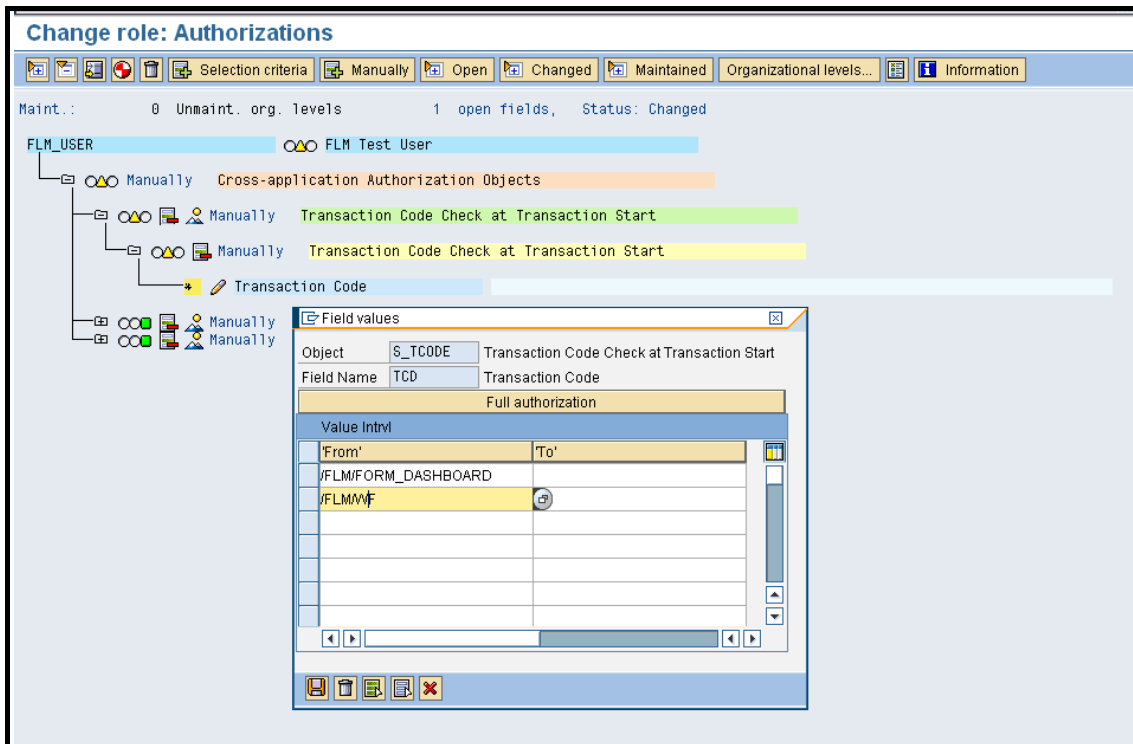 Change role: Authorizations
Selection criteria Manually Open Changed Maintained Organizational levels... Information
Maint.: 0 Unmaint. org. levels 1 open fields, Status: Changed
FLM_USER FLM Test User
Manually Cross-application Authorization Objects
Manually Transaction Code Check at Transaction Start
Manually Transaction Code Check at Transaction Start
* Transaction Code
Manually
Manually
Field values
Object S_TCODE Transaction Code Check at Transaction Start
Field Name TCD Transaction Code
Full authorization
Value Intrvl
'From' 'To'
/FLM/FORM_DASHBOARD
/FLM/WF